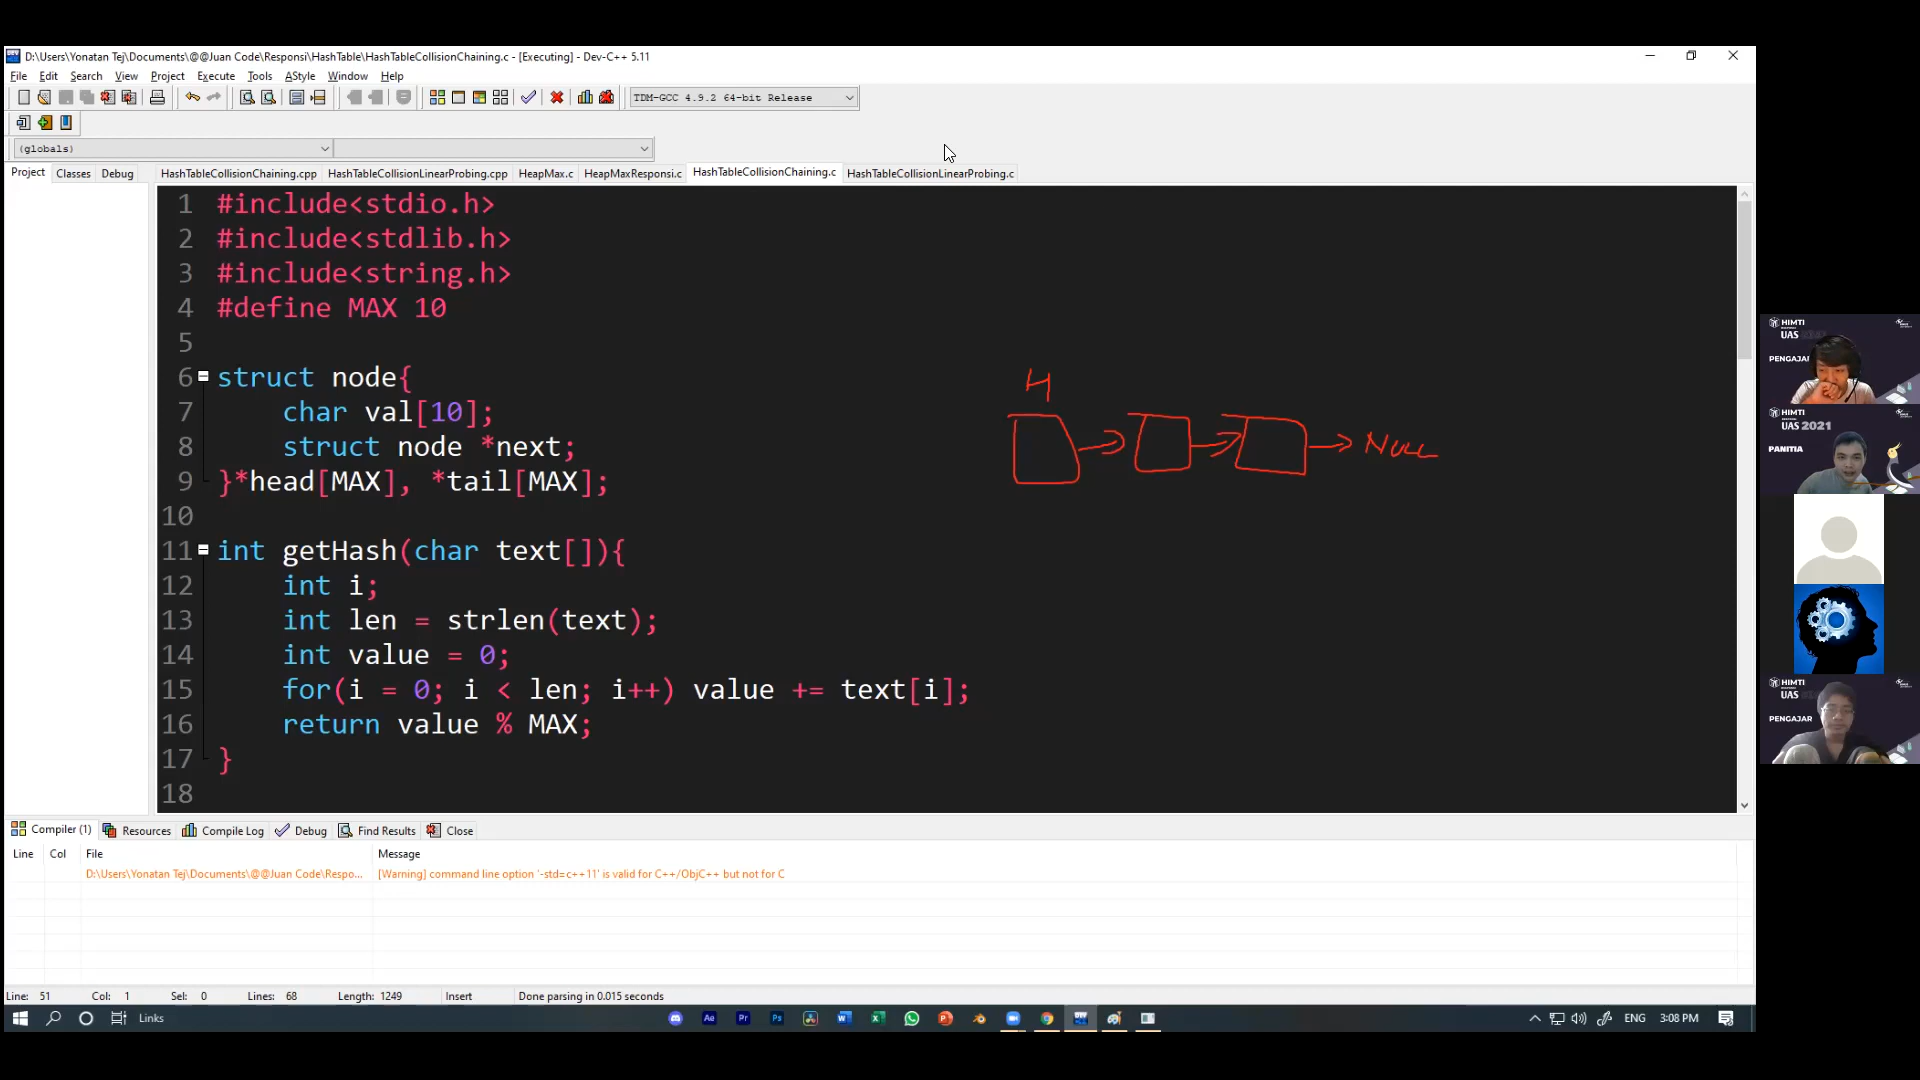 D:\Users\Yonatan Tej\Documents\@@Juan Code\Responsi\HashTable\HashTableCollisionChaining.c - [Executing] - Dev-C++ 5.11
File Edit Search View Project Execute Tools AStyle Window Help
TDM-GCC 4.9.2 64-bit Release
(globals)
Project Classes Debug HashTableCollisionChaining.cpp HashTableCollisionLinearProbing.cpp HeapMax.c HeapMaxResponsi.c HashTableCollisionChaining.c HashTableCollisionLinearProbing.c
1 #include<stdio.h>
2 #include<stdlib.h>
3 #include<string.h>
4 #define MAX 10
5
6 struct node{
7 char val[10];
8 struct node *next;
9 }*head[MAX], *tail[MAX];
10
11 int getHash(char text[]){
12 int i;
13 int len = strlen(text);
14 int value = 0;
15 for(i = 0; i < len; i++) value += text[i];
16 return value % MAX;
17 }
18
H
NULL
HIMTI
UAS
PENGAJAR
HIMTI
UAS 2021
PANITIA
HIMTI
UAS
PENGAJAR
Compiler (1) Resources Compile Log Debug Find Results Close
Line Col File Message
D:\Users\Yonatan Tej\Documents\@@Juan Code\Respo... [Warning] command line option '-std=c++11' is valid for C++/ObjC++ but not for C
Line: 51 Col: 1 Sel: 0 Lines: 68 Length: 1249 Insert Done parsing in 0.015 seconds
Links Ae Pr Ps ENG 3:08 PM